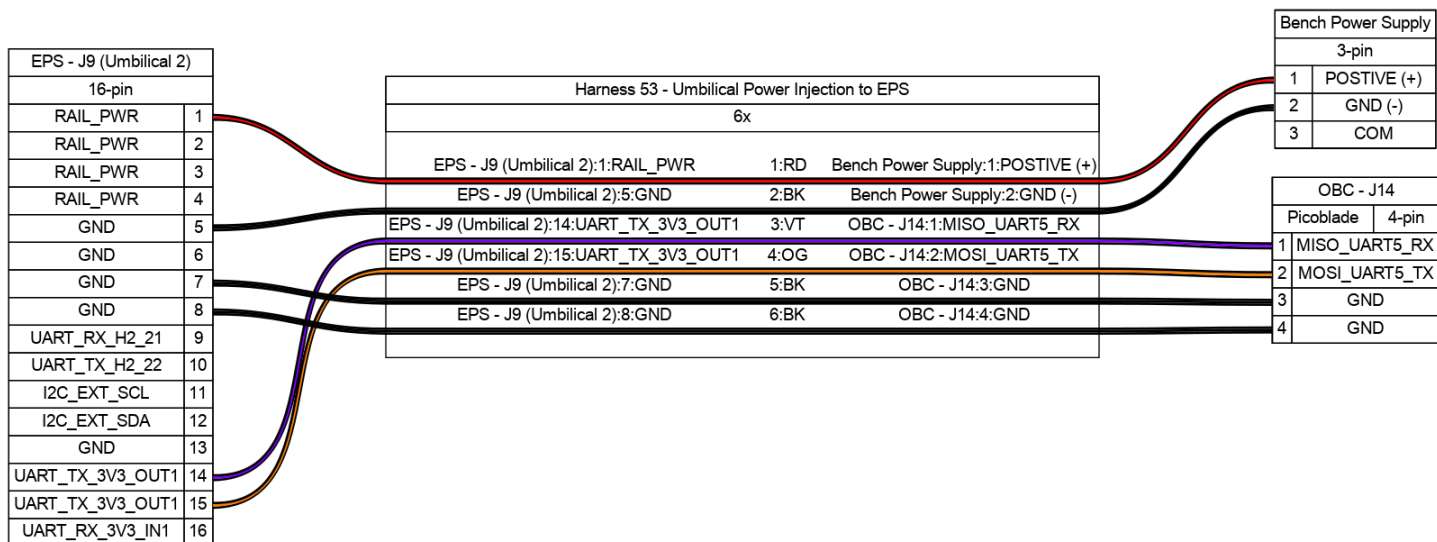 EPS - J9 (Umbilical 2)
16-pin
RAIL_PWR 1
RAIL_PWR 2
RAIL_PWR 3
RAIL_PWR 4
GND 5
GND 6
GND 7
GND 8
UART_RX_H2_21 9
UART_TX_H2_22 10
I2C_EXT_SCL 11
I2C_EXT_SDA 12
GND 13
UART_TX_3V3_OUT1 14
UART_TX_3V3_OUT1 15
UART_RX_3V3_IN1 16
Harness 53 - Umbilical Power Injection to EPS
6x
EPS - J9 (Umbilical 2):1:RAIL_PWR 1:RD Bench Power Supply:1:POSTIVE (+)
EPS - J9 (Umbilical 2):5:GND 2:BK Bench Power Supply:2:GND (-)
EPS - J9 (Umbilical 2):14:UART_TX_3V3_OUT1 3:VT OBC - J14:1:MISO_UART5_RX
EPS - J9 (Umbilical 2):15:UART_TX_3V3_OUT1 4:OG OBC - J14:2:MOSI_UART5_TX
EPS - J9 (Umbilical 2):7:GND 5:BK OBC - J14:3:GND
EPS - J9 (Umbilical 2):8:GND 6:BK OBC - J14:4:GND
Bench Power Supply
3-pin
1 POSTIVE (+)
2 GND (-)
3 COM
OBC - J14
Picoblade 4-pin
1 MISO_UART5_RX
2 MOSI_UART5_TX
3 GND
4 GND